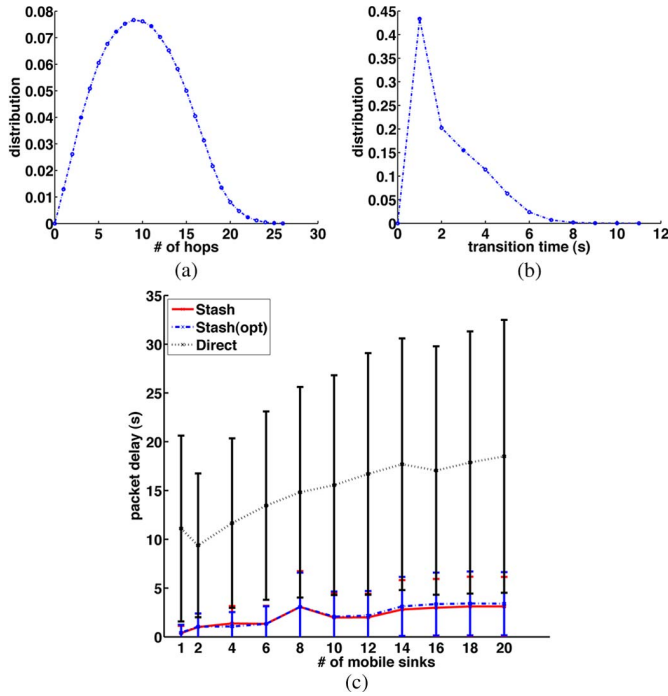 0.08
0.07
0.06
0.05
0.04
0.03
0.02
0.01
0
distribution
0 5 10 15 20 25 30
# of hops
(a)
0.45
0.4
0.35
0.3
0.25
0.2
0.15
0.1
0.05
0
distribution
0 2 4 6 8 10 12
transition time (s)
(b)
35
30
25
20
15
10
5
0
packet delay (s)
Stash
Stash(opt)
Direct
1 2 4 6 8 10 12 14 16 18 20
# of mobile sinks
(c)